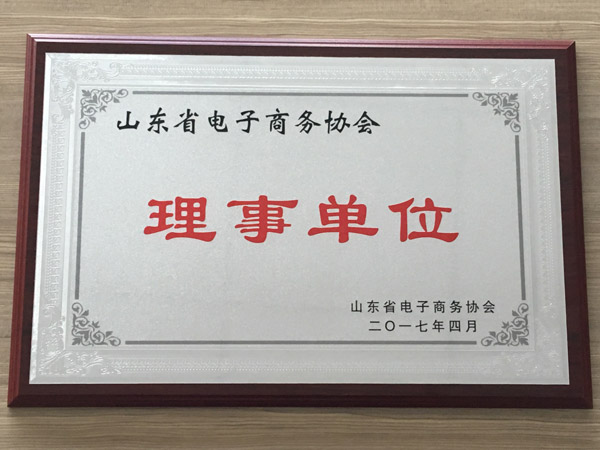 山东省电子商务协会
理事单位
山东省电子商务协会
二〇一七年四月